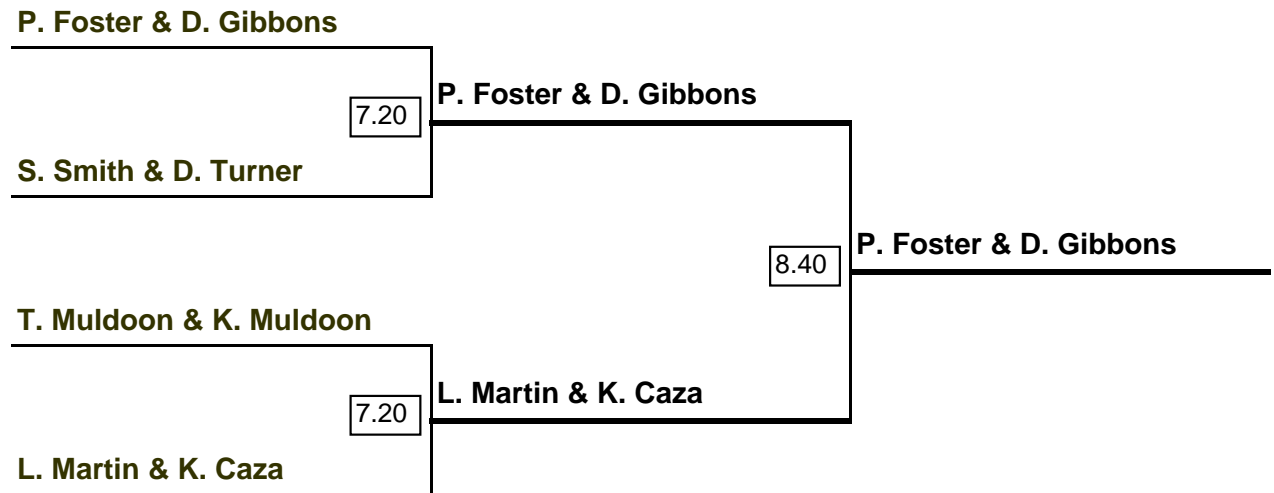 P. Foster & D. Gibbons
P. Foster & D. Gibbons
7.20
S. Smith & D. Turner
P. Foster & D. Gibbons
8.40
T. Muldoon & K. Muldoon
L. Martin & K. Caza
7.20
L. Martin & K. Caza